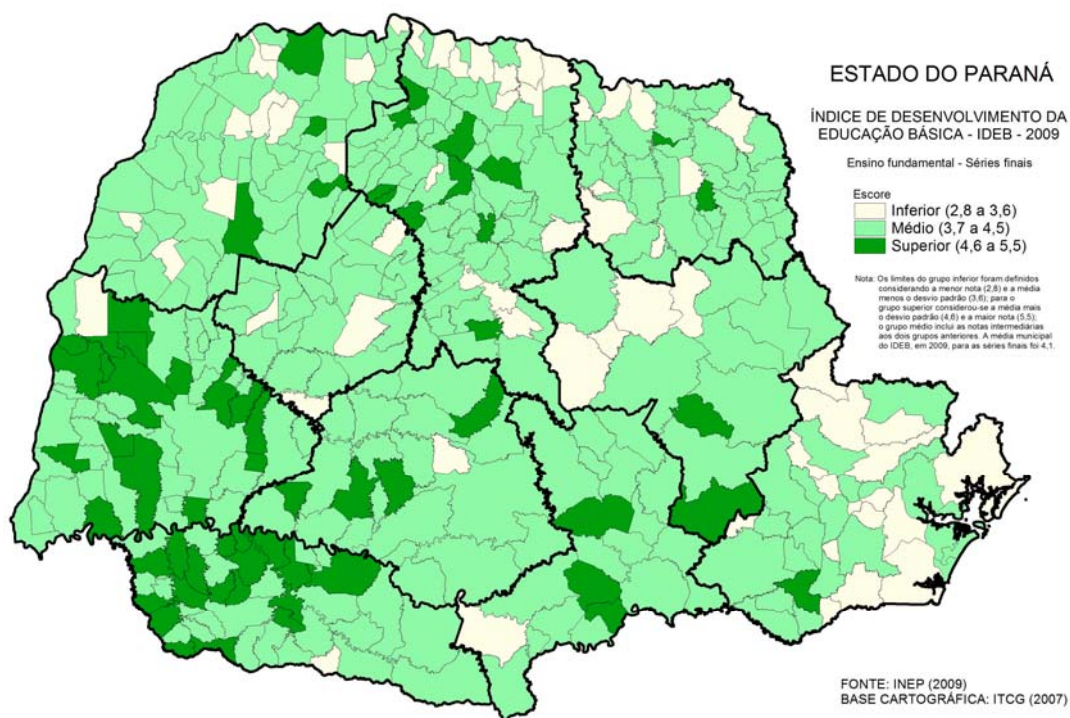 ESTADO DO PARANÁ
ÍNDICE DE DESENVOLVIMENTO DA
EDUCAÇÃO BÁSICA - IDEB - 2009
Ensino fundamental - Séries finais
Escore
Inferior (2,8 a 3,6)
Médio (3,7 a 4,5)
Superior (4,6 a 5,5)
Nota: Os limites do grupo inferior foram definidos
considerando a menor nota (2,8) e a média
menos o desvio padrão (3,6); para o
grupo superior considerou-se a média mais
o desvio padrão (4,6) e a maior nota (5,5);
o grupo médio inclui as notas intermediárias
aos dois grupos anteriores. A média municipal
do IDEB, em 2009, para as séries finais foi 4,1.
FONTE: INEP (2009)
BASE CARTOGRÁFICA: ITCG (2007)